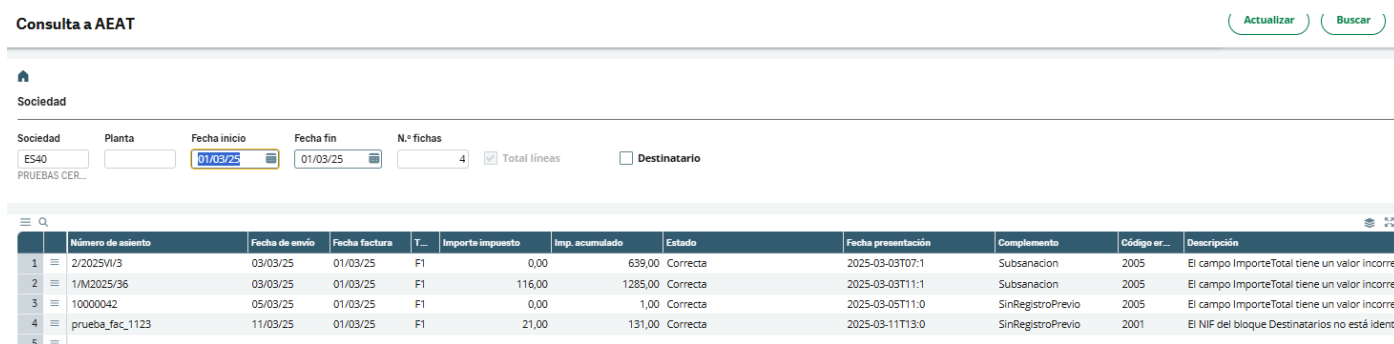 Consulta a AEAT
Actualizar Buscar
Sociedad
Sociedad Planta Fecha inicio Fecha fin N.º fichas
ES40 01/03/25 01/03/25 4 Total líneas Destinatario
PRUEBAS CER...
Número de asiento Fecha de envío Fecha factura T... Importe impuesto Imp. acumulado Estado Fecha presentación Complemento Código er... Descripción
1 2/2025VI/3 03/03/25 01/03/25 F1 0,00 639,00 Correcta 2025-03-03T07:1 Subsanacion 2005 El campo ImporteTotal tiene un valor incorre
2 1/M2025/36 03/03/25 01/03/25 F1 116,00 1285,00 Correcta 2025-03-03T11:1 Subsanacion 2005 El campo ImporteTotal tiene un valor incorre
3 10000042 05/03/25 01/03/25 F1 0,00 1,00 Correcta 2025-03-05T11:0 SinRegistroPrevio 2005 El campo ImporteTotal tiene un valor incorre
4 prueba_fac_1123 11/03/25 01/03/25 F1 21,00 131,00 Correcta 2025-03-11T13:0 SinRegistroPrevio 2001 El NIF del bloque Destinatarios no está ident
5